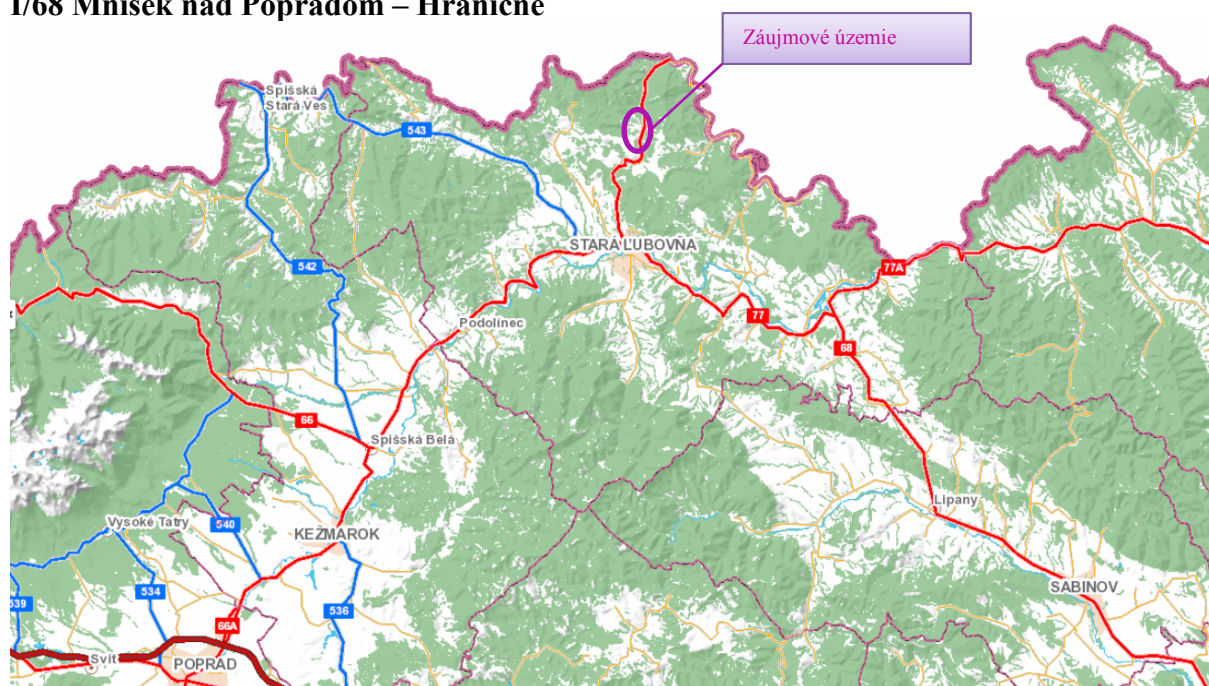 I/68 Mníšek nad Popradom – Hraničné
Záujmové územie
Spišská
Stará Ves
543
STARÁ ĽUBOVŇA
542
77A
Podolínec
77
68
66
Spišská Belá
Lipany
Vysoké Tatry
540
KEŽMAROK
SABINOV
534
539
536
66A
Svit
POPRAD